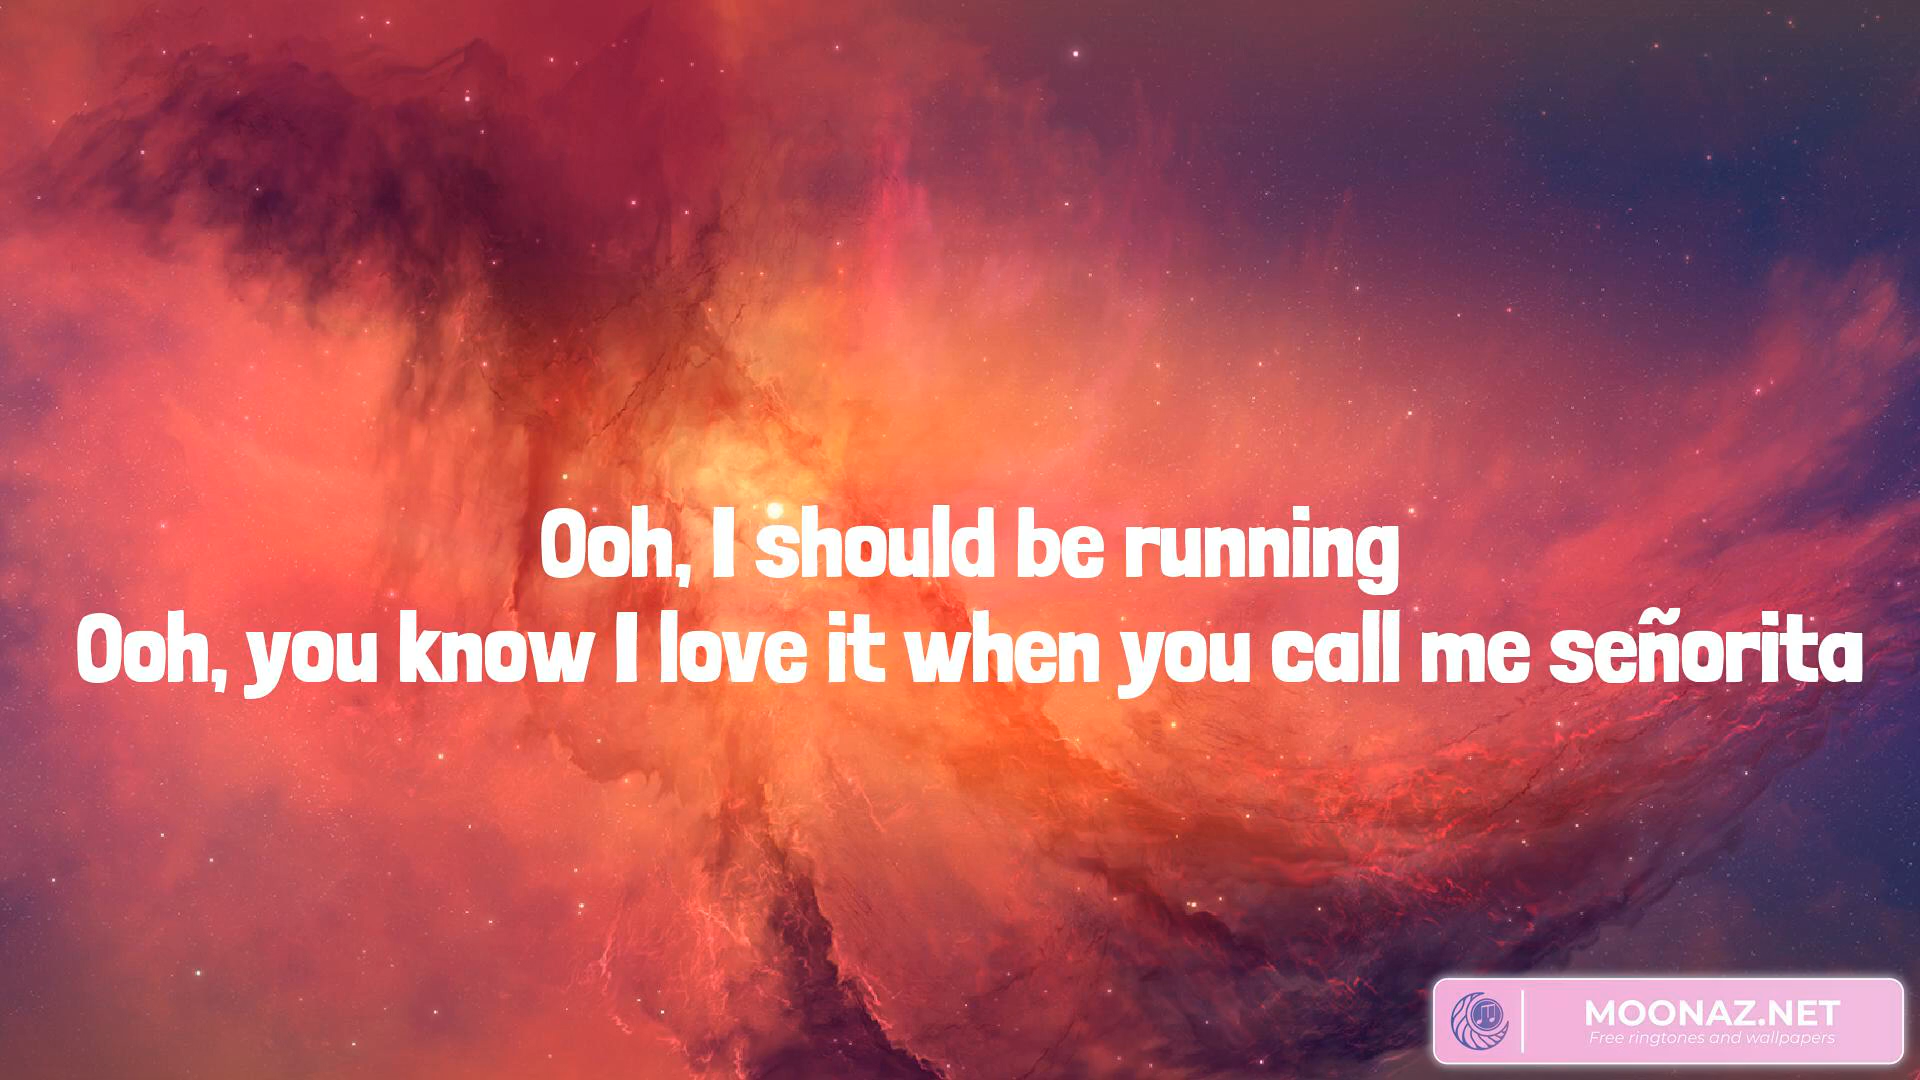 Ooh, I should be running
Ooh, you know I love it when you call me señorita
MOONAZ.NET
Free ringtones and wallpapers